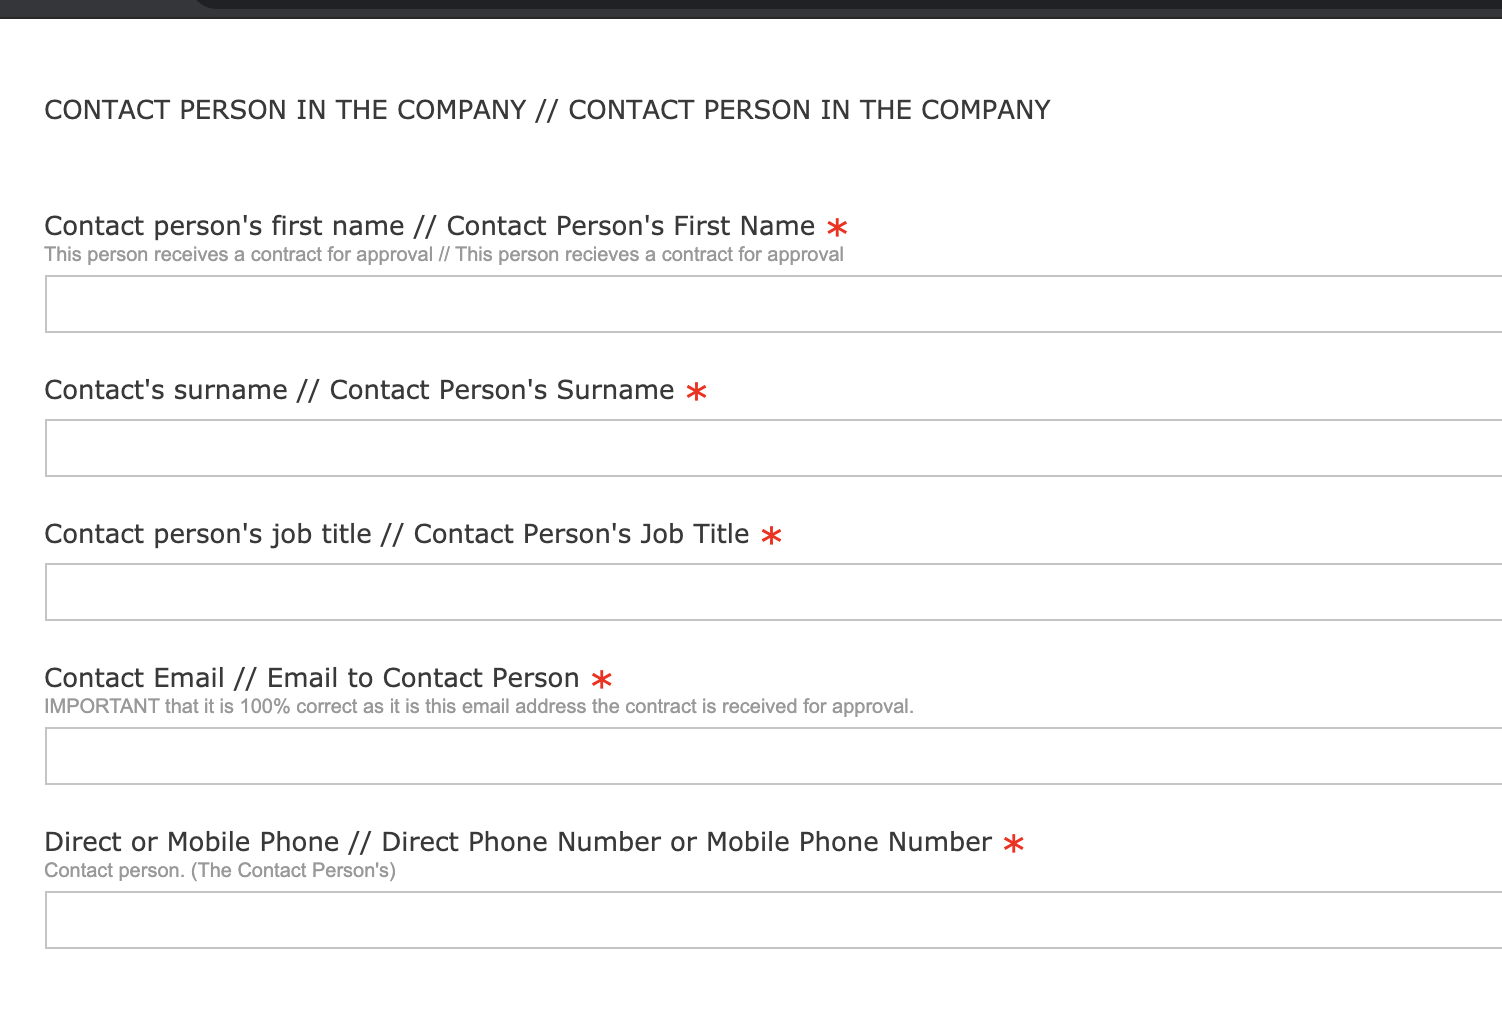 CONTACT PERSON IN THE COMPANY // CONTACT PERSON IN THE COMPANY
Contact person's first name // Contact Person's First Name *
This person receives a contract for approval // This person recieves a contract for approval
Contact's surname // Contact Person's Surname *
Contact person's job title // Contact Person's Job Title *
Contact Email // Email to Contact Person *
IMPORTANT that it is 100% correct as it is this email address the contract is received for approval.
Direct or Mobile Phone // Direct Phone Number or Mobile Phone Number *
Contact person. (The Contact Person's)